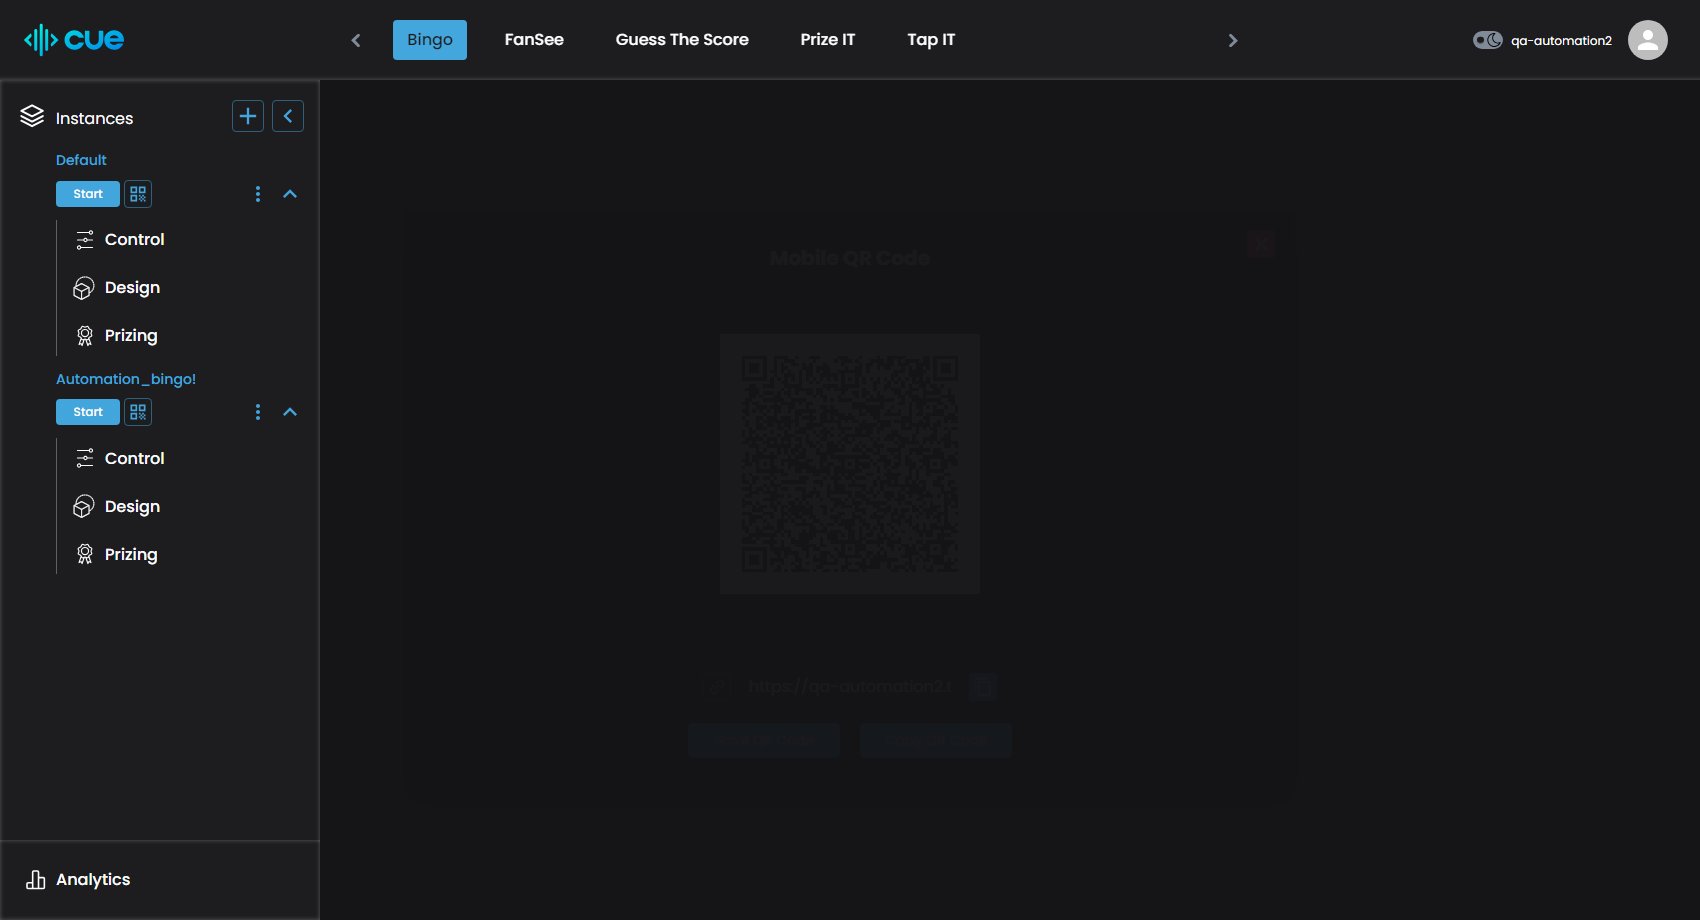 cue
Bingo
FanSee
Guess The Score
Prize IT
Tap IT
qa-automation2
Instances
Default
Start
Control
Design
Prizing
Automation_bingo!
Start
Control
Design
Prizing
Analytics
Mobile QR Code
https://qa-automation2.f